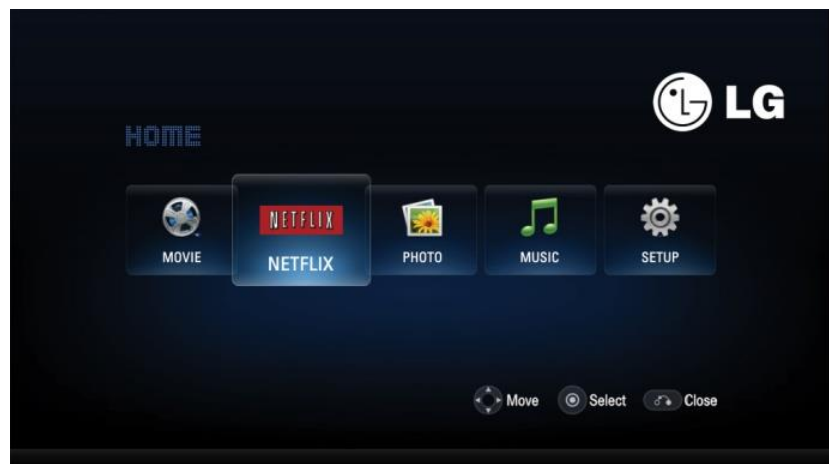 LG
HOME
NETFLIX
MOVIE NETFLIX PHOTO MUSIC SETUP
Move Select Close